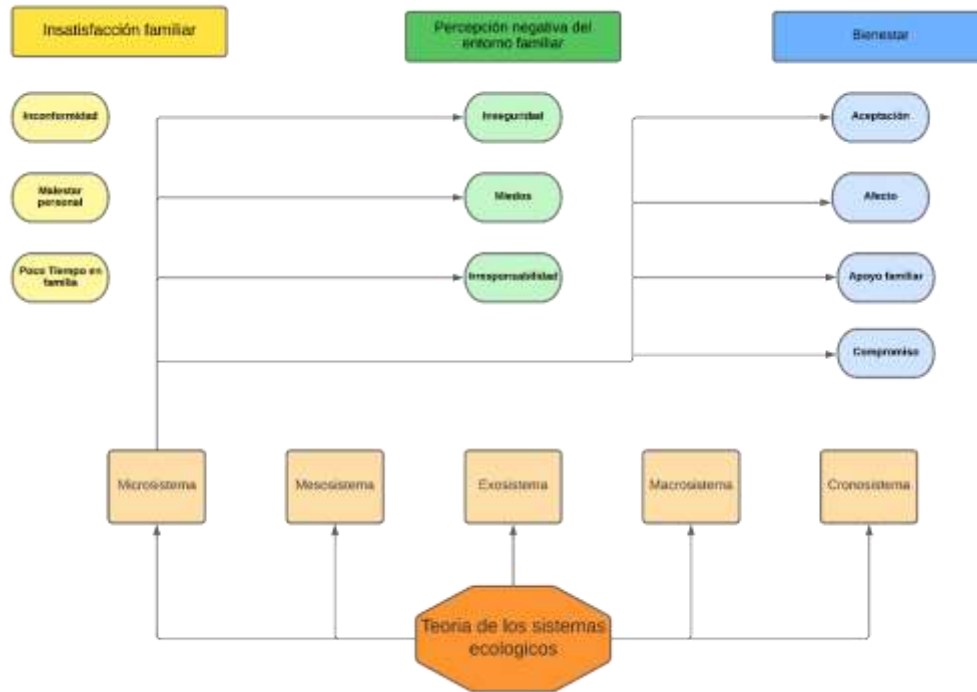 Insatisfacción familiar
Percepción negativa del
entorno familiar
Bienestar
Inconformidad
Inseguridad
Aceptación
Malestar
personal
Miedos
Afecto
Poco Tiempo en
familia
Irresponsabilidad
Apoyo familiar
Compromiso
Microsistema
Mesosistema
Exosistema
Macrosistema
Cronosistema
Teoria de los sistemas
ecologicos